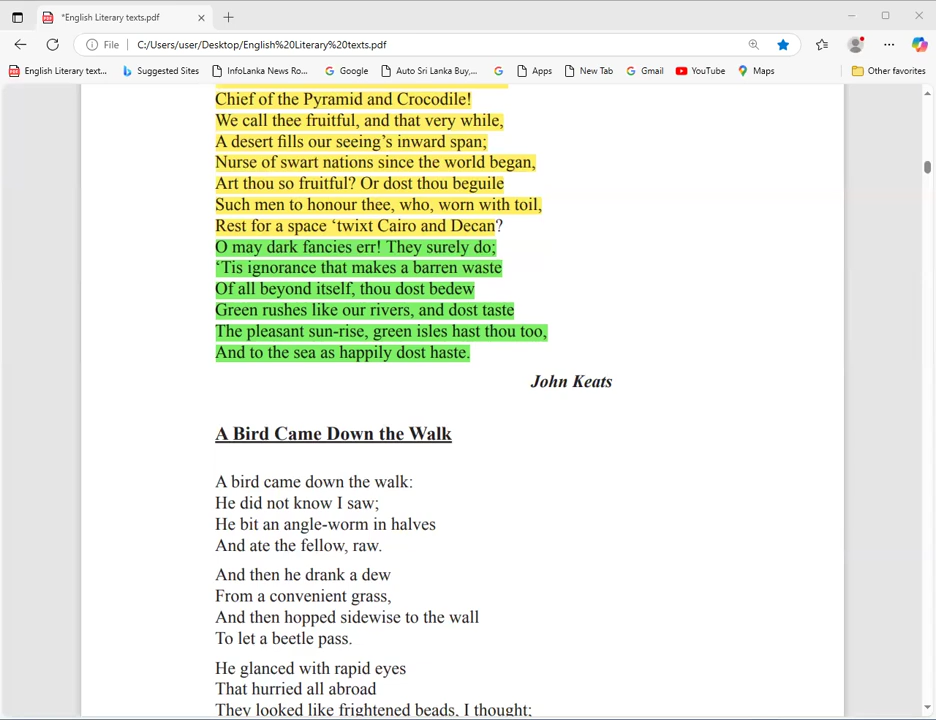 *English Literary texts.pdf
File
C:/Users/user/Desktop/English%20Literary%20texts.pdf
English Literary text...
Suggested Sites
InfoLanka News Ro...
Google
Auto Sri Lanka Buy,...
Apps
New Tab
Gmail
YouTube
Maps
Other favorites
Chief of the Pyramid and Crocodile!
We call thee fruitful, and that very while,
A desert fills our seeing’s inward span;
Nurse of swart nations since the world began,
Art thou so fruitful? Or dost thou beguile
Such men to honour thee, who, worn with toil,
Rest for a space ‘twixt Cairo and Decan?
O may dark fancies err! They surely do;
‘Tis ignorance that makes a barren waste
Of all beyond itself, thou dost bedew
Green rushes like our rivers, and dost taste
The pleasant sun-rise, green isles hast thou too,
And to the sea as happily dost haste.
John Keats
A Bird Came Down the Walk
A bird came down the walk:
He did not know I saw;
He bit an angle-worm in halves
And ate the fellow, raw.
And then he drank a dew
From a convenient grass,
And then hopped sidewise to the wall
To let a beetle pass.
He glanced with rapid eyes
That hurried all abroad
They looked like frightened beads, I thought;